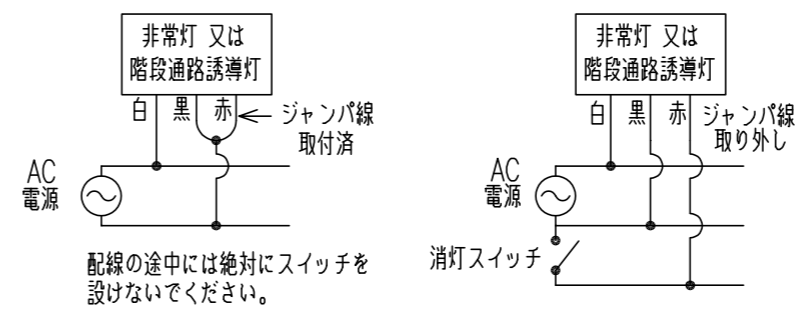 非常灯 又は
階段通路誘導灯
白 黒 赤
ジャンパ線
取付済
AC
電源
配線の途中には絶対にスイッチを
設けないでください。
非常灯 又は
階段通路誘導灯
白 黒 赤
ジャンパ線
取り外し
AC
電源
消灯スイッチ